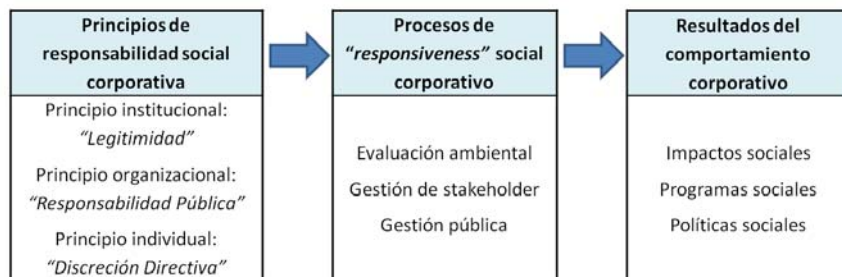 Principios de
responsabilidad social
corporativa
Principio institucional:
“Legitimidad”
Principio organizacional:
“Responsabilidad Pública”
Principio individual:
“Discreción Directiva”
Procesos de
“responsiveness” social
corporativo
Evaluación ambiental
Gestión de stakeholder
Gestión pública
Resultados del
comportamiento
corporativo
Impactos sociales
Programas sociales
Políticas sociales